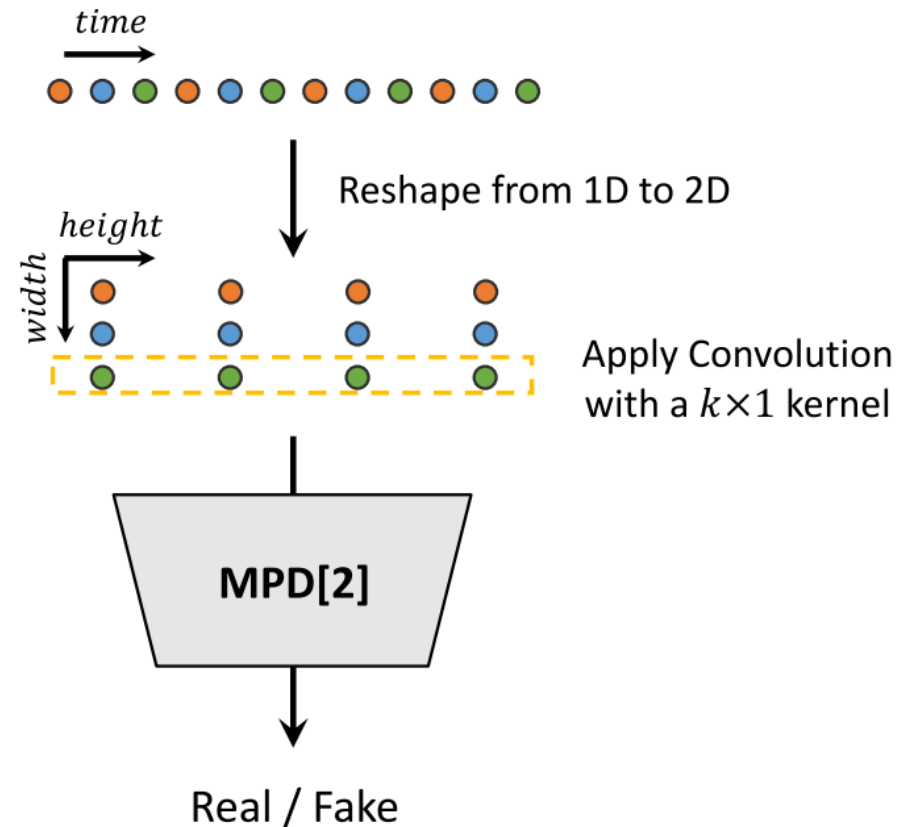 time
Reshape from 1D to 2D
height
width
Apply Convolution
with a k×1 kernel
MPD[2]
Real / Fake